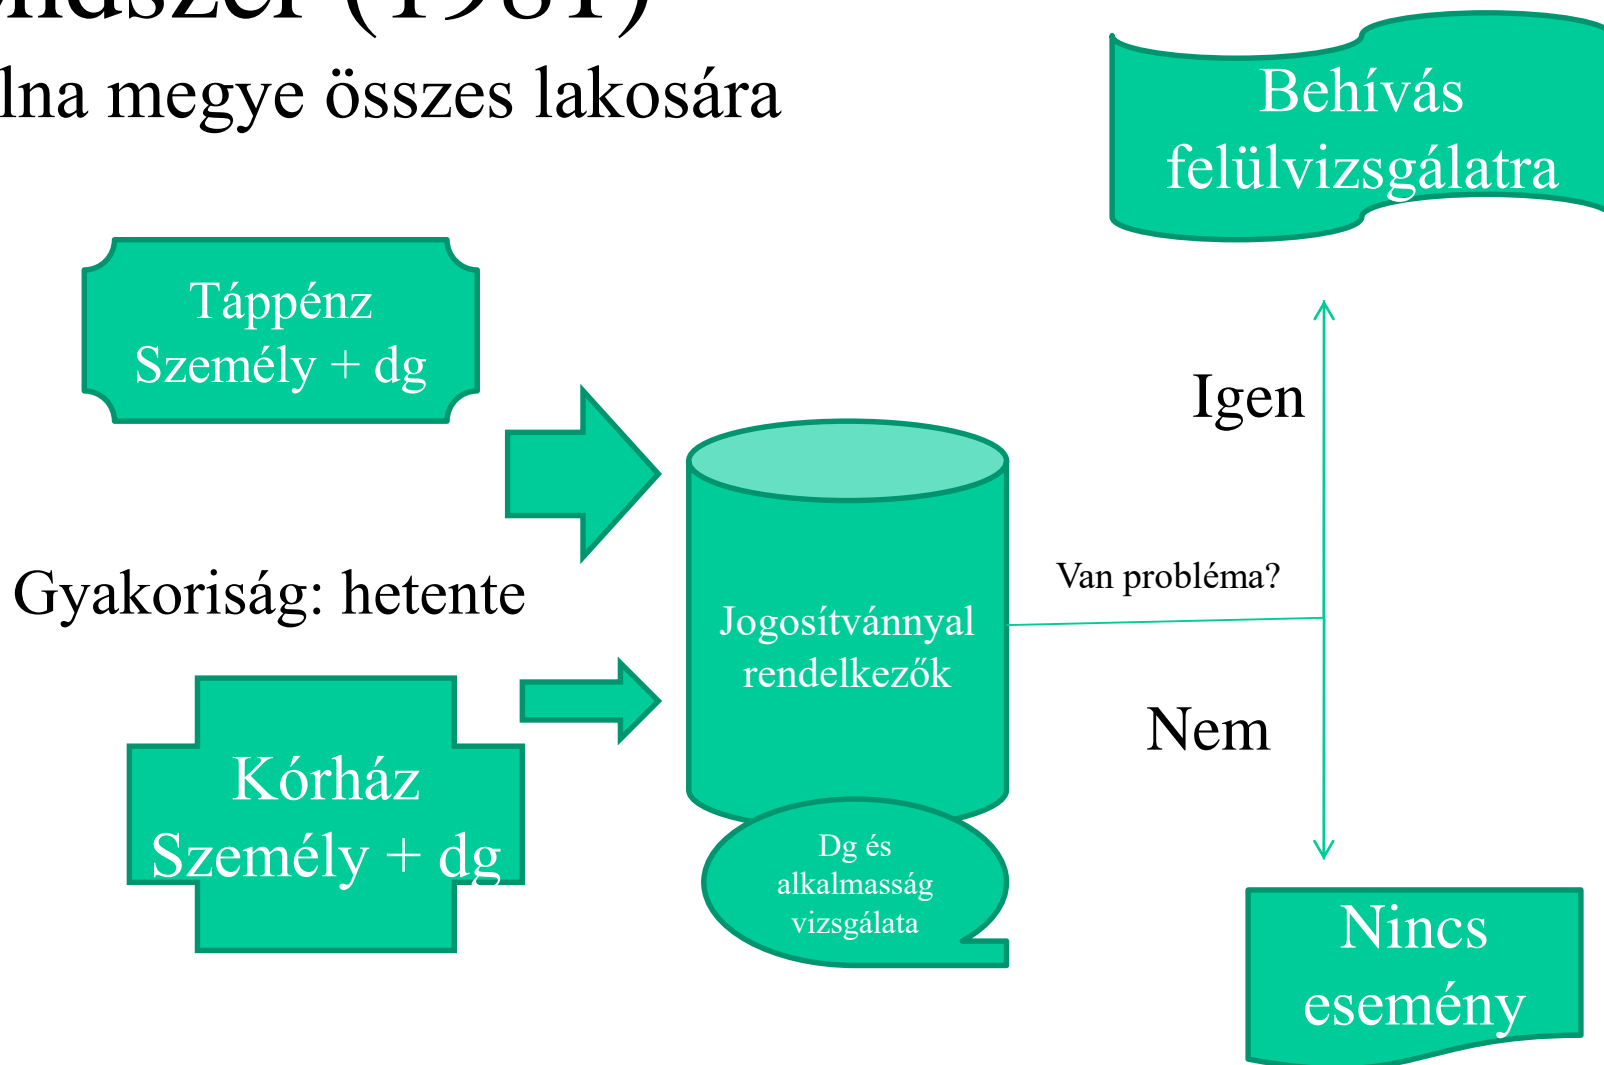 (1981)
megye összes lakosára
Behívás
felülvizsgálatra
Táppénz
Személy + dg
Igen
Van probléma?
Gyakoriság: hetente
Jogosítvánnyal
rendelkezők
Nem
Kórház
Személy + dg
Dg és
alkalmasság
vizsgálata
Nincs
esemény